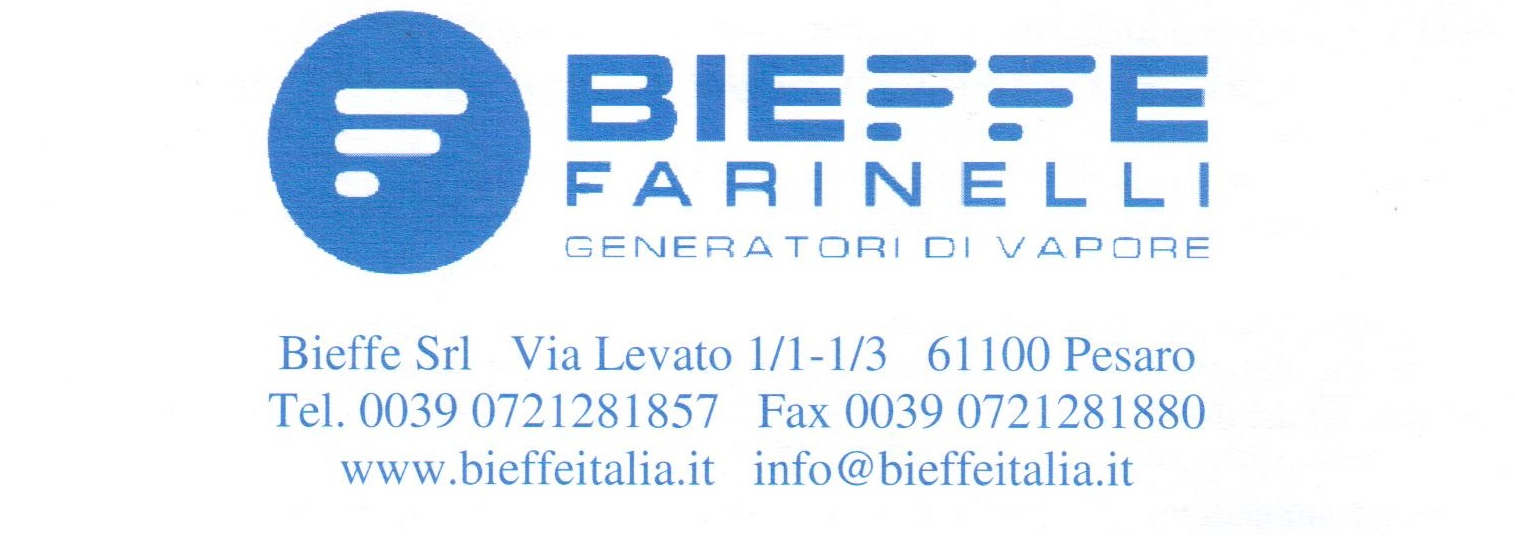 BIEFFE
FARINELLI
GENERATORI DI VAPORE
Bieffe Srl Via Levato 1/1-1/3 61100 Pesaro
Tel. 0039 0721281857 Fax 0039 0721281880
www.bieffeitalia.it info@bieffeitalia.it